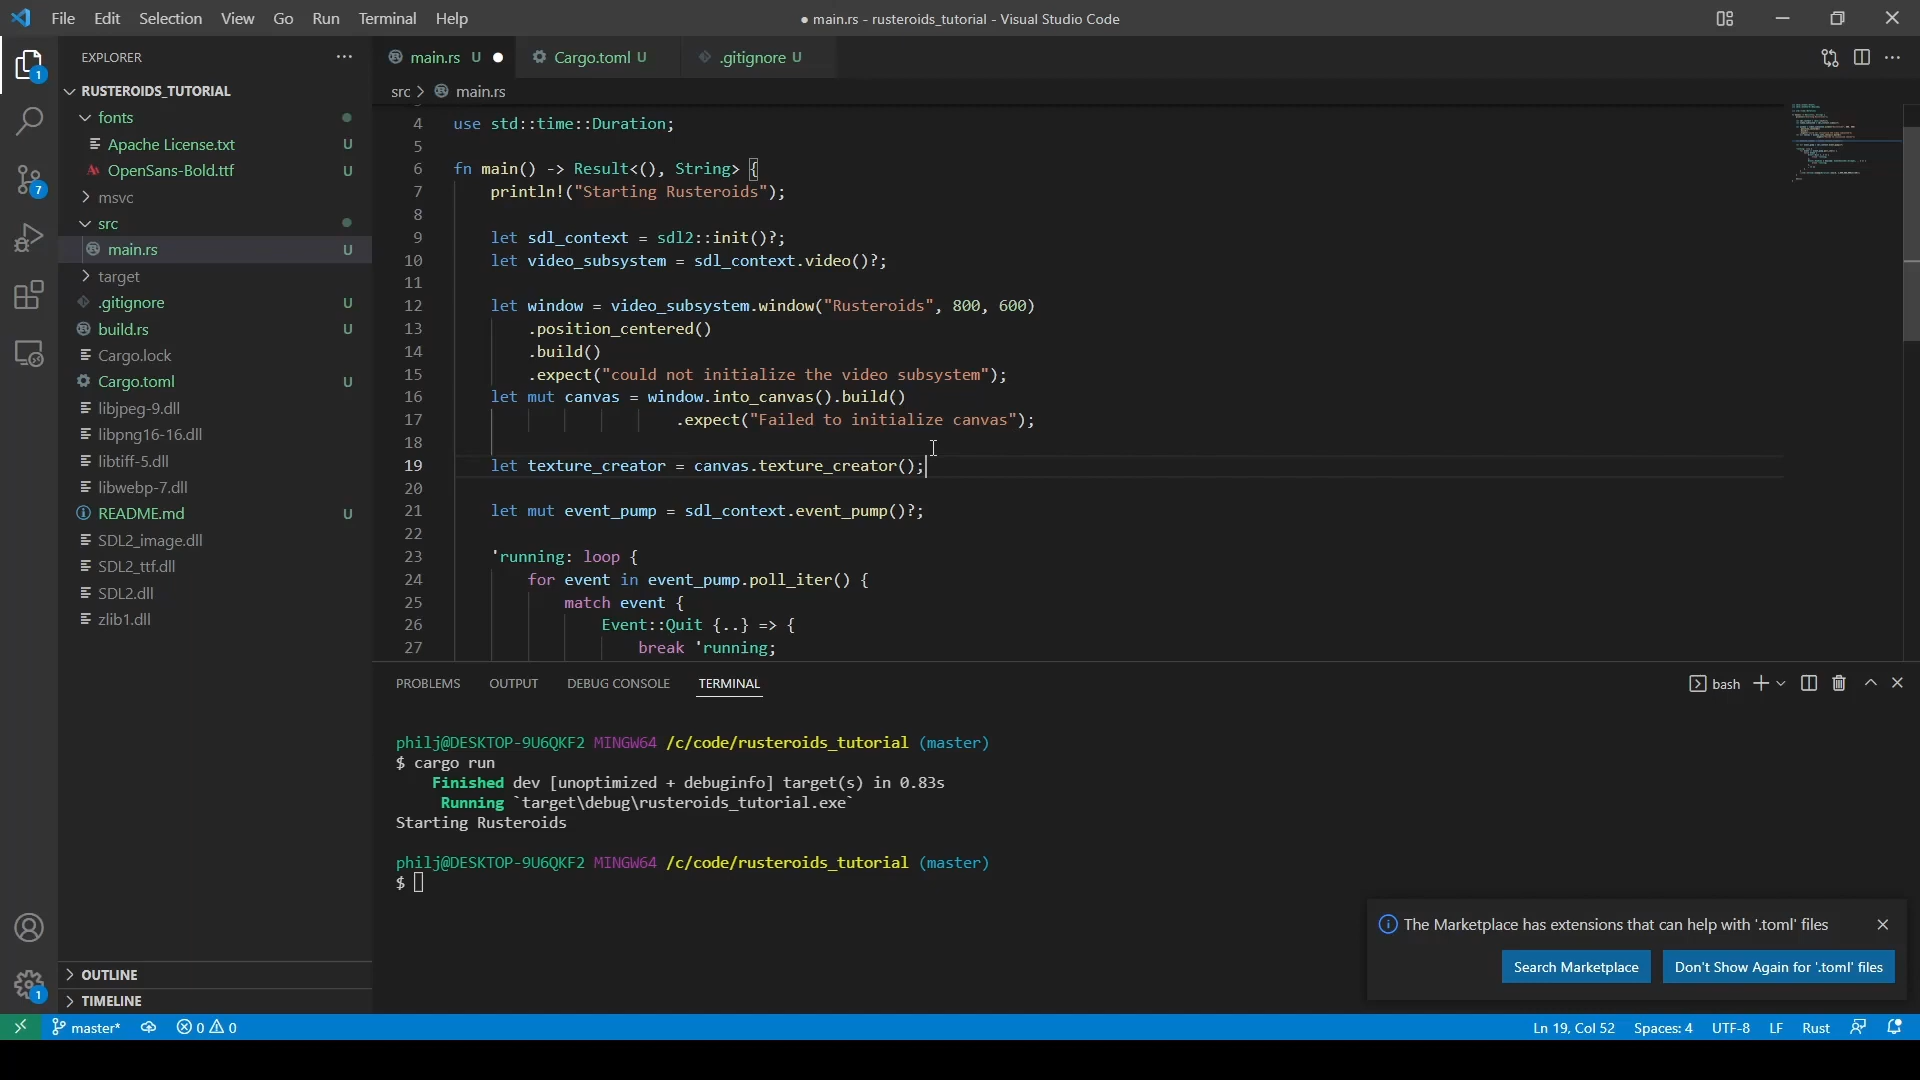 File Edit Selection View Go Run Terminal Help
● main.rs - rusteroids_tutorial - Visual Studio Code
EXPLORER
RUSTEROIDS_TUTORIAL
fonts
Apache License.txt U
OpenSans-Bold.ttf U
msvc
src
main.rs U
target
.gitignore U
build.rs U
Cargo.lock
Cargo.toml U
libjpeg-9.dll
libpng16-16.dll
libtiff-5.dll
libwebp-7.dll
README.md U
SDL2_image.dll
SDL2_ttf.dll
SDL2.dll
zlib1.dll
OUTLINE
TIMELINE
1
7
1
main.rs U
Cargo.toml U
.gitignore U
src > main.rs
4 use std::time::Duration;
5
6 fn main() -> Result<(), String> {
7 println!("Starting Rusteroids");
8
9 let sdl_context = sdl2::init()?;
10 let video_subsystem = sdl_context.video()?;
11
12 let window = video_subsystem.window("Rusteroids", 800, 600)
13 .position_centered()
14 .build()
15 .expect("could not initialize the video subsystem");
16 let mut canvas = window.into_canvas().build()
17 .expect("Failed to initialize canvas");
18
19 let texture_creator = canvas.texture_creator();
20
21 let mut event_pump = sdl_context.event_pump()?;
22
23 'running: loop {
24 for event in event_pump.poll_iter() {
25 match event {
26 Event::Quit {..} => {
27 break 'running;
PROBLEMS OUTPUT DEBUG CONSOLE TERMINAL
bash
philj@DESKTOP-9U6QKF2 MINGW64 /c/code/rusteroids_tutorial (master)
$ cargo run
Finished dev [unoptimized + debuginfo] target(s) in 0.83s
Running `target\debug\rusteroids_tutorial.exe`
Starting Rusteroids
philj@DESKTOP-9U6QKF2 MINGW64 /c/code/rusteroids_tutorial (master)
$
The Marketplace has extensions that can help with '.toml' files
Search Marketplace
Don't Show Again for '.toml' files
master* 0 0
Ln 19, Col 52 Spaces: 4 UTF-8 LF Rust